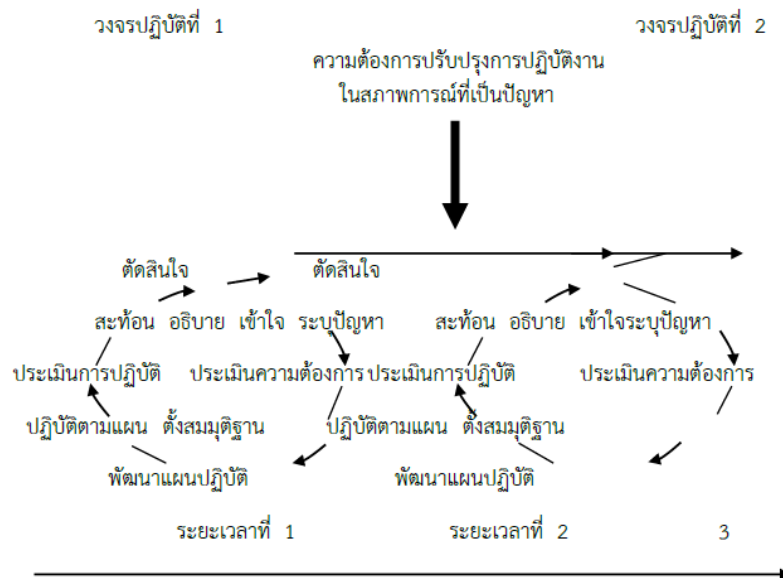 วงจรปฏิบัติที่ 1 วงจรปฏิบัติที่ 2
ความต้องการปรับปรุงการปฏิบัติงาน
ในสภาพการณ์ที่เป็นปัญหา
ตัดสินใจ ตัดสินใจ
สะท้อน อธิบาย เข้าใจ ระบุปัญหา สะท้อน อธิบาย เข้าใจระบุปัญหา
ประเมินการปฏิบัติ ประเมินความต้องการ ประเมินการปฏิบัติ ประเมินความต้องการ
ปฏิบัติตามแผน ตั้งสมมุติฐาน ปฏิบัติตามแผน ตั้งสมมุติฐาน
พัฒนาแผนปฏิบัติ พัฒนาแผนปฏิบัติ
ระยะเวลาที่ 1 ระยะเวลาที่ 2 3